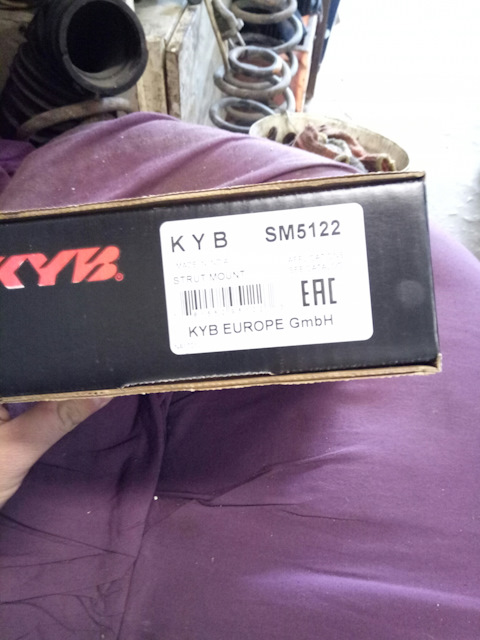 KYB
KYB SM5122
STRUT MOUNT
EAC
KYB EUROPE GmbH